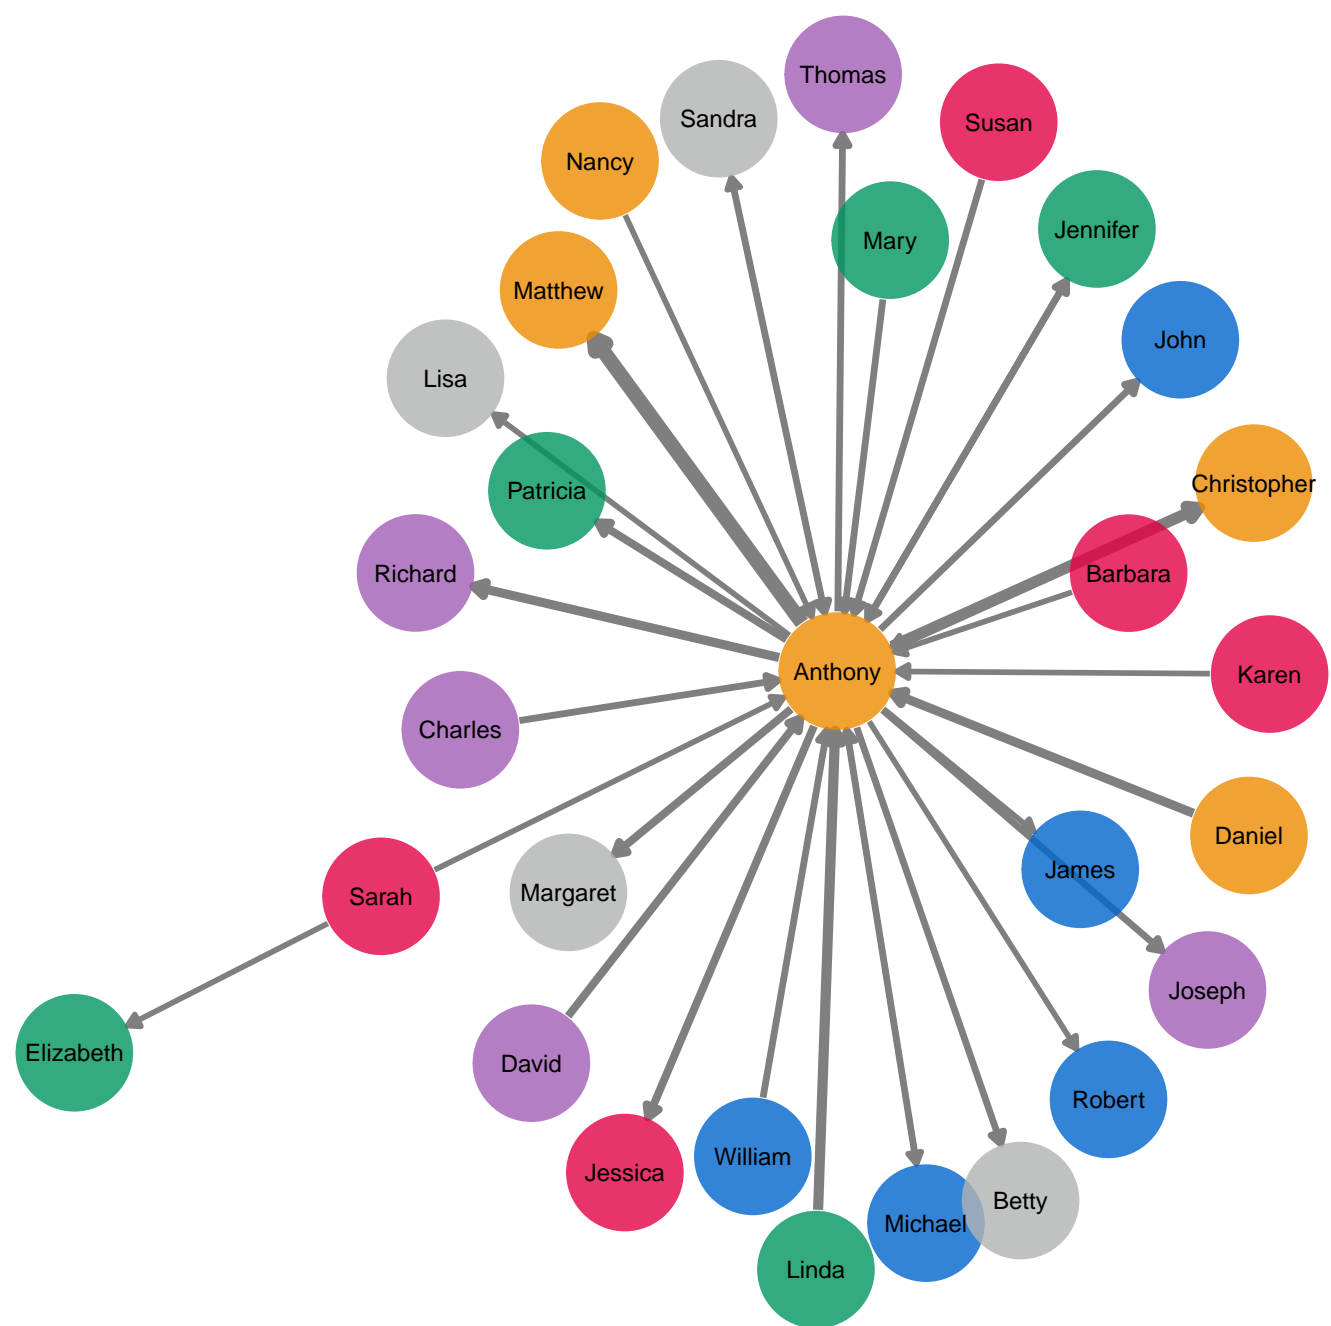 Thomas
Sandra
Susan
Nancy
Jennifer
Mary
Matthew
John
Lisa
Christopher
Patricia
Richard
Barbara
Anthony
Karen
Charles
Daniel
James
Sarah
Margaret
Joseph
Elizabeth
David
Robert
William
Jessica
Betty
Michael
Linda